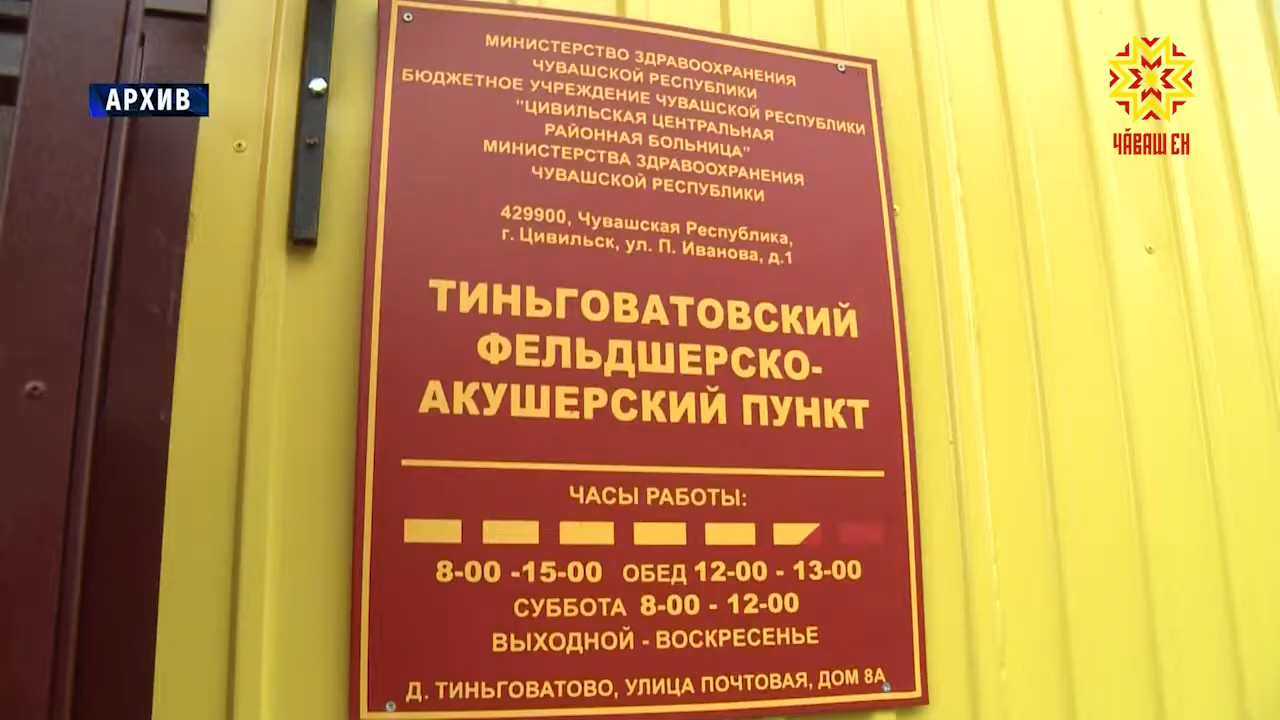 АРХИВ
ЧӐВАШ ЕН
МИНИСТЕРСТВО ЗДРАВООХРАНЕНИЯ
ЧУВАШСКОЙ РЕСПУБЛИКИ
БЮДЖЕТНОЕ УЧРЕЖДЕНИЕ ЧУВАШСКОЙ РЕСПУБЛИКИ
"ЦИВИЛЬСКАЯ ЦЕНТРАЛЬНАЯ
РАЙОННАЯ БОЛЬНИЦА"
МИНИСТЕРСТВА ЗДРАВООХРАНЕНИЯ
ЧУВАШСКОЙ РЕСПУБЛИКИ
429900, Чувашская Республика,
г. Цивильск, ул. П. Иванова, д.1
ТИНЬГОВАТОВСКИЙ
ФЕЛЬДШЕРСКО-
АКУШЕРСКИЙ ПУНКТ
ЧАСЫ РАБОТЫ:
8-00 -15-00 ОБЕД 12-00 - 13-00
СУББОТА 8-00 - 12-00
ВЫХОДНОЙ - ВОСКРЕСЕНЬЕ
Д. ТИНЬГОВАТОВО, УЛИЦА ПОЧТОВАЯ, ДОМ 8А